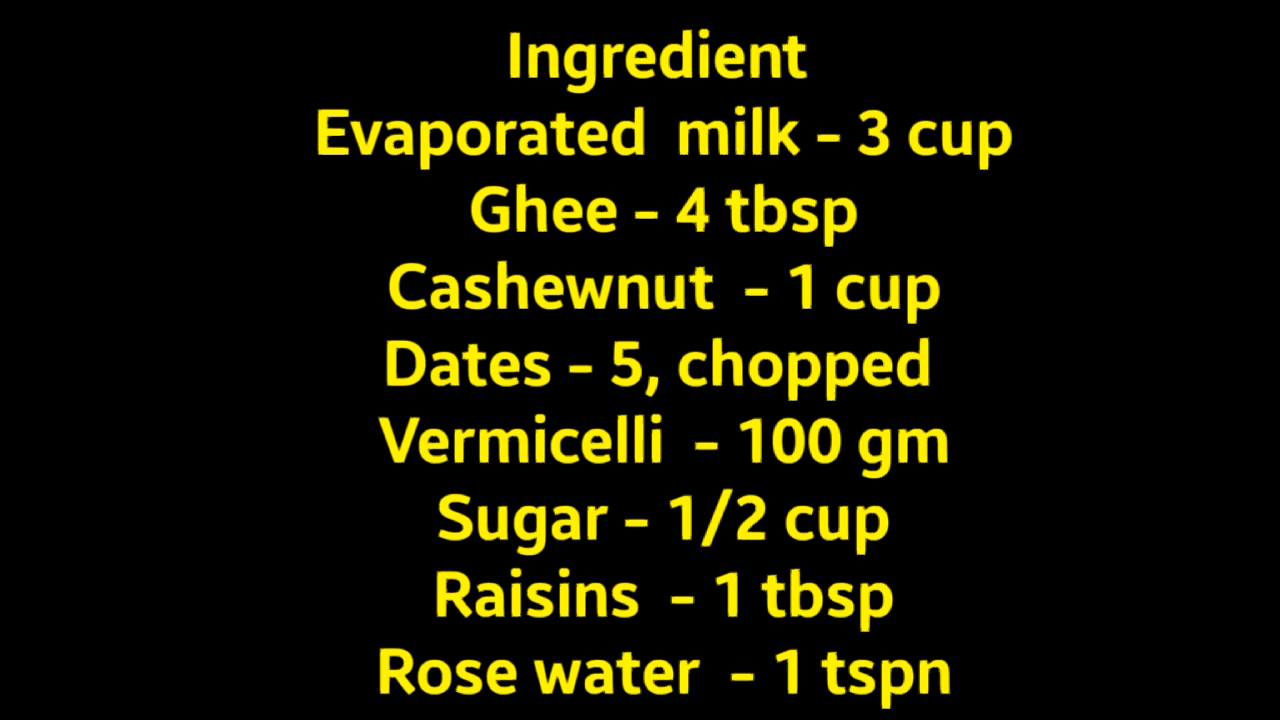 Ingredient
Evaporated milk - 3 cup
Ghee - 4 tbsp
Cashewnut - 1 cup
Dates - 5, chopped
Vermicelli - 100 gm
Sugar - 1/2 cup
Raisins - 1 tbsp
Rose water - 1 tspn